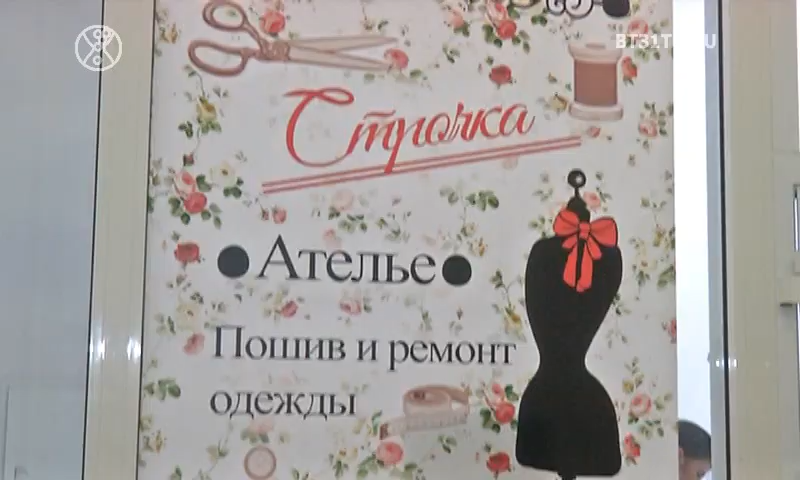 Строчка
●Ателье●
Пошив и ремонт
одежды